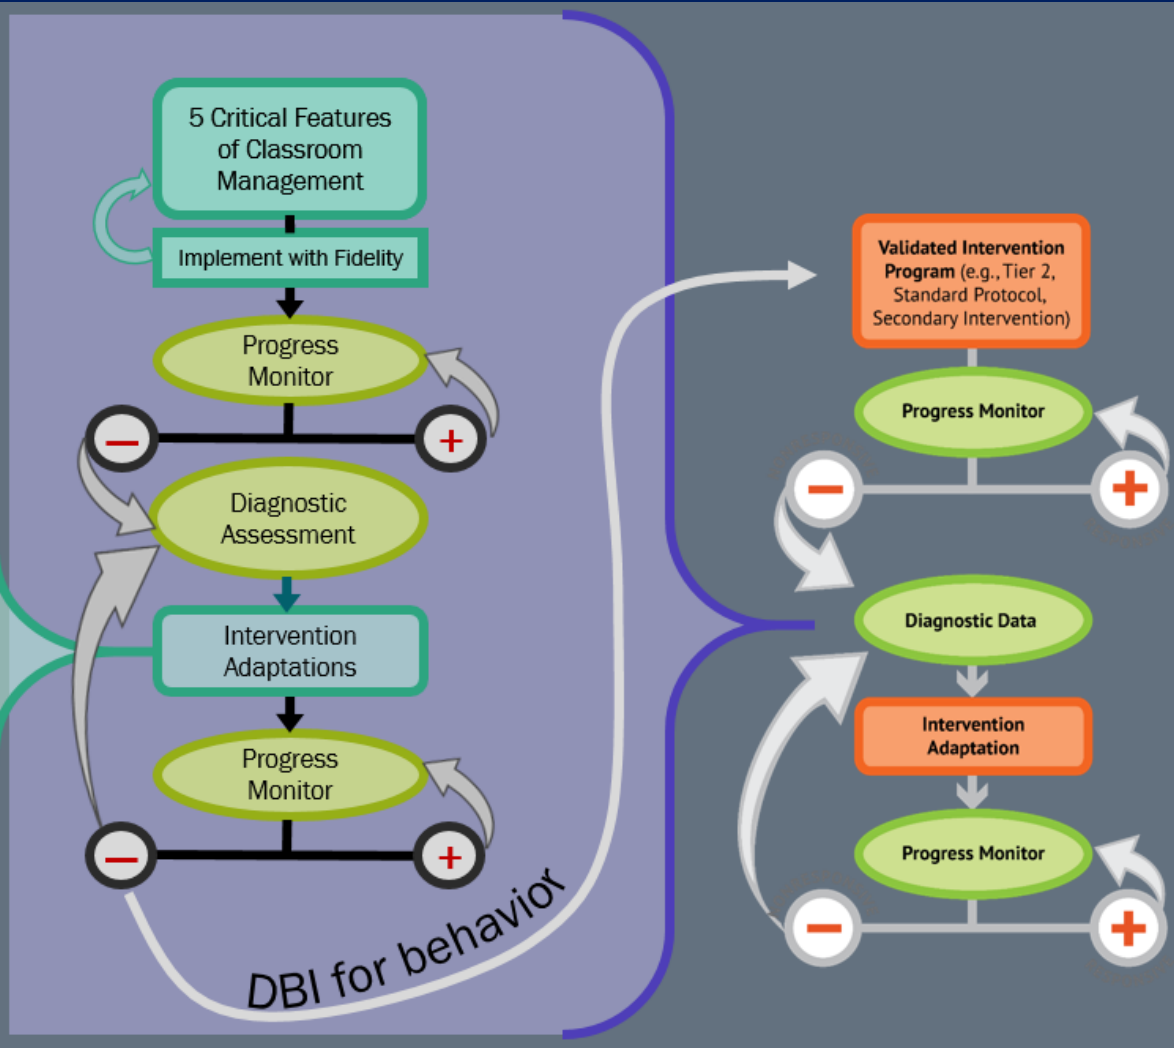 5 Critical Features
of Classroom
Management
Implement with Fidelity
Progress
Monitor
–
+
Diagnostic
Assessment
Intervention
Adaptations
Progress
Monitor
–
+
DBI for behavior
Validated Intervention
Program (e.g., Tier 2,
Standard Protocol,
Secondary Intervention)
Progress Monitor
–
+
Diagnostic Data
Intervention
Adaptation
Progress Monitor
–
+